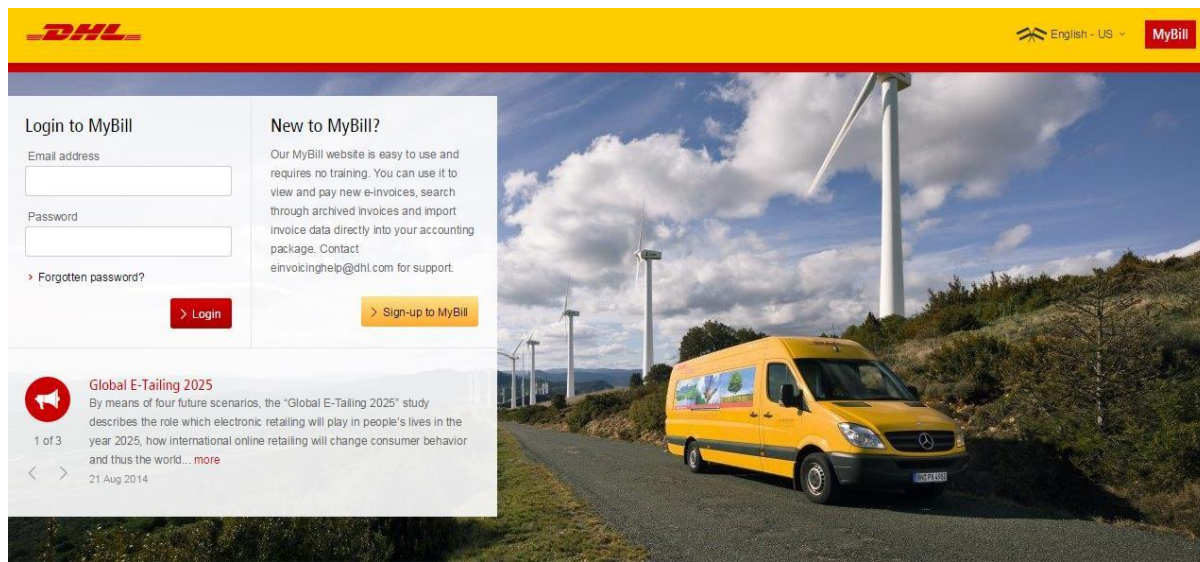 DHL
English - US
MyBill
Login to MyBill
Email address
Password
Forgotten password?
Login
New to MyBill?
Our MyBill website is easy to use and
requires no training. You can use it to
view and pay new e-invoices, search
through archived invoices and import
invoice data directly into your accounting
package. Contact
einvoicinghelp@dhl.com for support.
Sign-up to MyBill
Global E-Tailing 2025
By means of four future scenarios, the “Global E-Tailing 2025” study
describes the role which electronic retailing will play in people's lives in the
year 2025, how international online retailing will change consumer behavior
and thus the world... more
1 of 3
21 Aug 2014